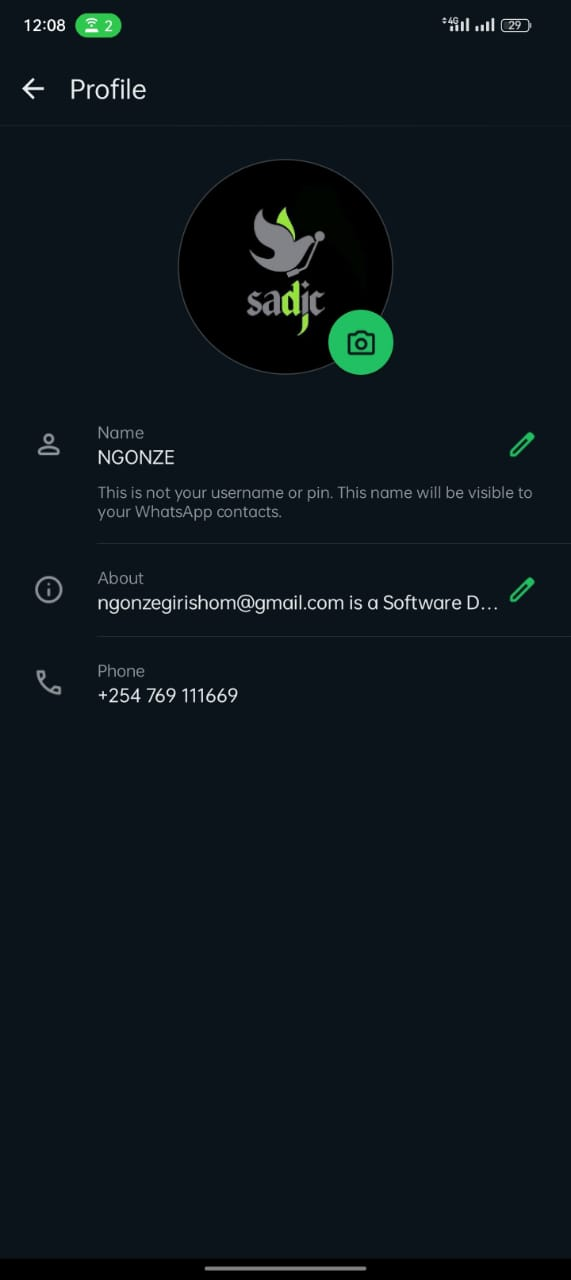 12:08
2
4G
29
Profile
sadjc
Name
NGONZE
This is not your username or pin. This name will be visible to
your WhatsApp contacts.
About
ngonzegirishom@gmail.com is a Software D...
Phone
+254 769 111669